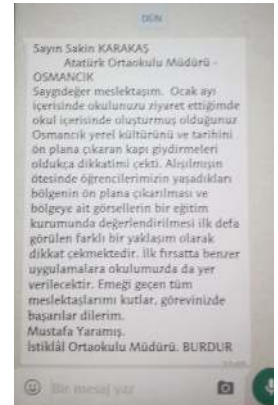 DÜN
Sayın Sakin KARAKAŞ
Atatürk Ortaokulu Müdürü -
OSMANCIK
Saygıdeğer meslektaşım. Ocak ayı
içerisinde okulunuzu ziyaret ettiğimde
okul içerisinde oluşturmuş olduğunuz
Osmancık yerel kültürünü ve tarihini
ön plana çıkaran kapı giydirmeleri
oldukça dikkatimi çekti. Alışılmışın
ötesinde öğrencilerimizin yaşadıkları
bölgenin ön plana çıkarılması ve
bölgeye ait görsellerin bir eğitim
kurumunda değerlendirilmesi ilk defa
görülen farklı bir yaklaşım olarak
dikkat çekmektedir. İlk fırsatta benzer
uygulamalara okulumuzda da yer
verilecektir. Emeği geçen tüm
meslektaşlarımı kutlar, görevinizde
başarılar dilerim.
Mustafa Yaramış.
İstiklâl Ortaokulu Müdürü. BURDUR
Bir mesaj yaz